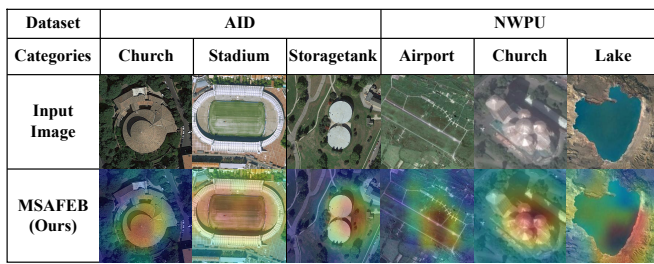 Dataset AID NWPU
Categories Church Stadium Storagetank Airport Church Lake
Input
Image
MSAFEB
(Ours)